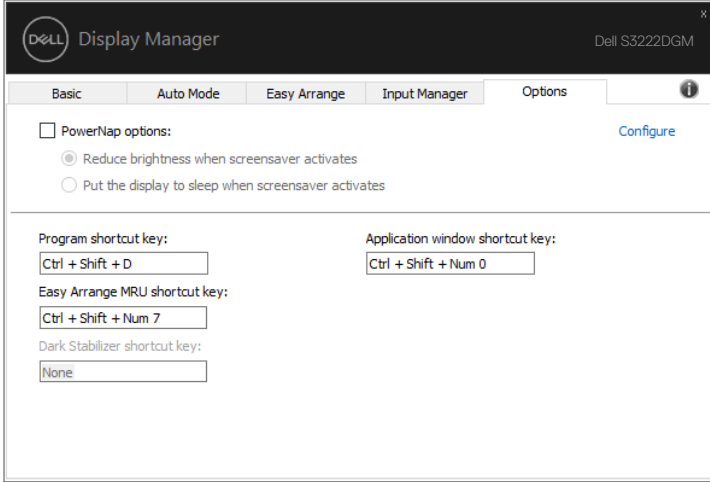 x
DELL Display Manager
Dell S3222DGM
Basic Auto Mode Easy Arrange Input Manager Options
PowerNap options: Configure
Reduce brightness when screensaver activates
Put the display to sleep when screensaver activates
Program shortcut key: Application window shortcut key:
Ctrl + Shift + D Ctrl + Shift + Num 0
Easy Arrange MRU shortcut key:
Ctrl + Shift + Num 7
Dark Stabilizer shortcut key:
None